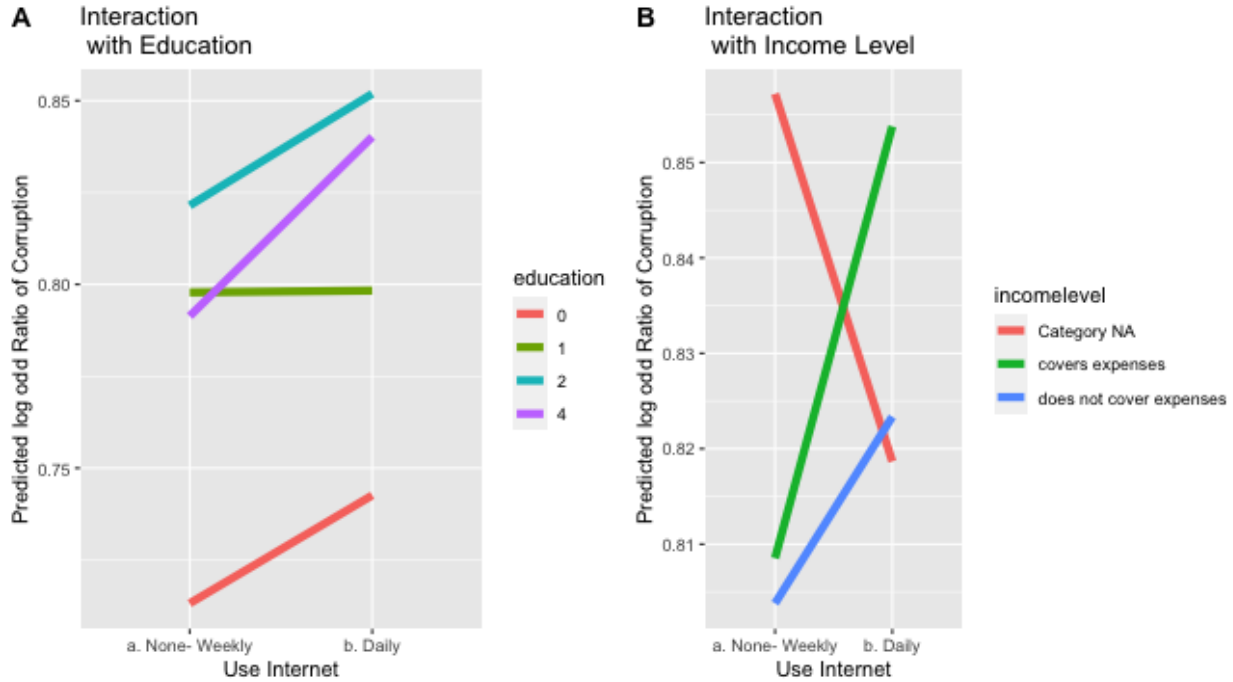 A
Interaction
with Education
Predicted log odd Ratio of Corruption
0.85
0.80
0.75
a. None- Weekly
b. Daily
Use Internet
education
0
1
2
4
B
Interaction
with Income Level
Predicted log odd Ratio of Corruption
0.85
0.84
0.83
0.82
0.81
a. None- Weekly
b. Daily
Use Internet
incomelevel
Category NA
covers expenses
does not cover expenses